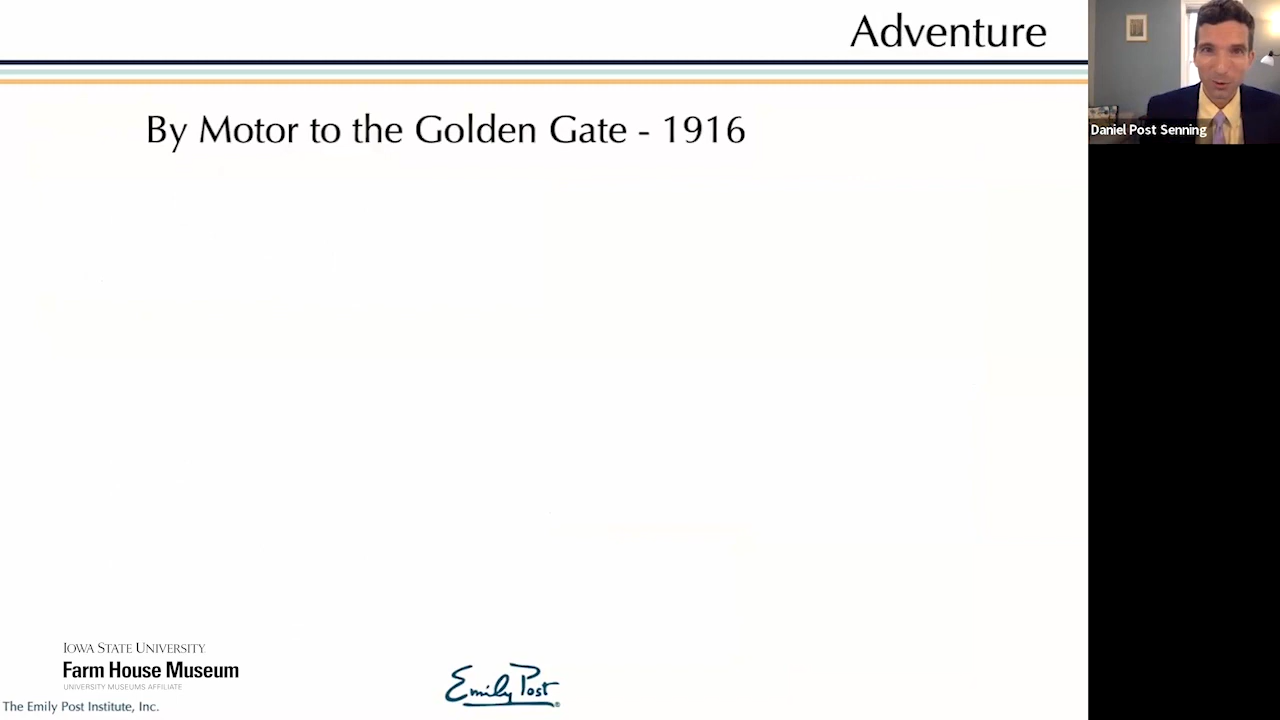 Adventure
Daniel Post Senning
By Motor to the Golden Gate - 1916
IOWA STATE UNIVERSITY
Farm House Museum
UNIVERSITY MUSEUMS AFFILIATE
Emily Post
®
The Emily Post Institute, Inc.